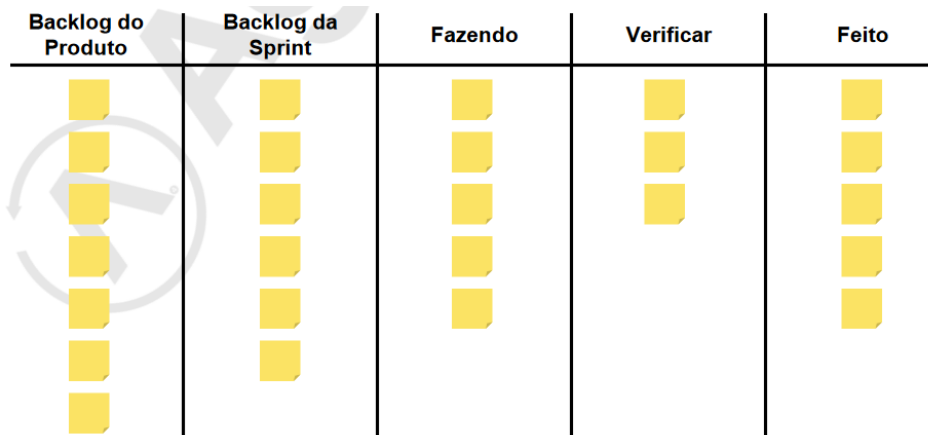 Backlog do
Produto
Backlog da
Sprint
Fazendo
Verificar
Feito